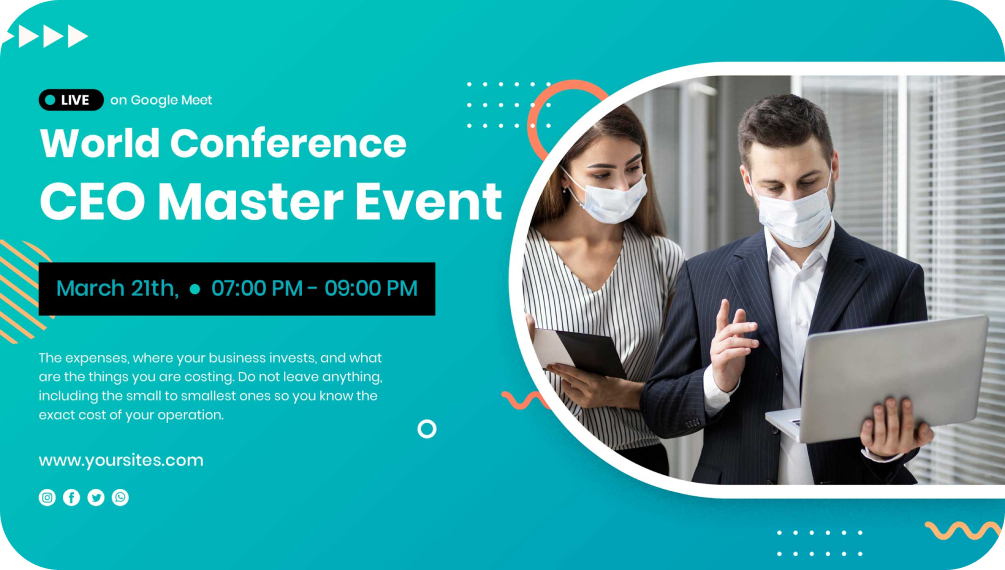 LIVE on Google Meet
World Conference
CEO Master Event
March 21th, ● 07:00 PM - 09:00 PM
The expenses, where your business invests, and what
are the things you are costing. Do not leave anything,
including the small to smallest ones so you know the
exact cost of your operation.
www.yoursites.com